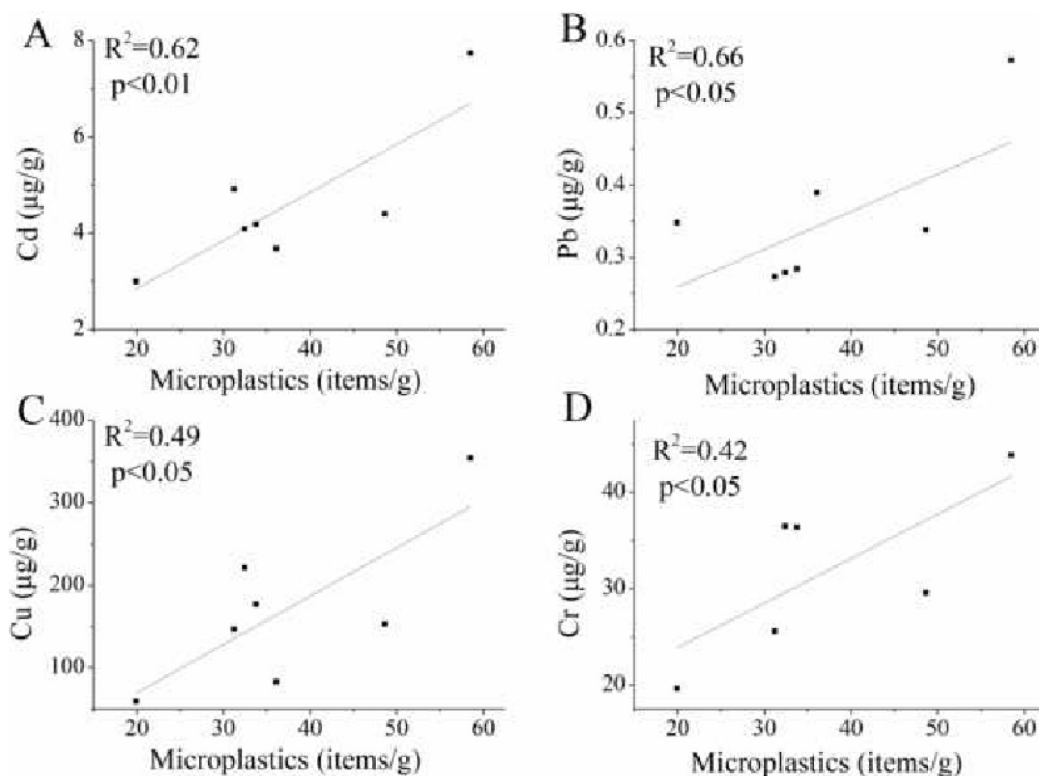 A
R²=0.62
p<0.01
8
6
4
2
Cd (µg/g)
20 30 40 50 60
Microplastics (items/g)
B
R²=0.66
p<0.05
0.6
0.5
0.4
0.3
0.2
Pb (µg/g)
20 30 40 50 60
Microplastics (items/g)
C
R²=0.49
p<0.05
400
300
200
100
Cu (µg/g)
20 30 40 50 60
Microplastics (items/g)
D
R²=0.42
p<0.05
40
30
20
Cr (µg/g)
20 30 40 50 60
Microplastics (items/g)